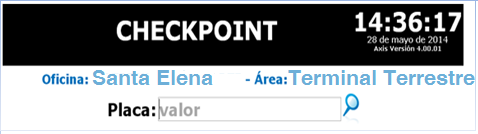 CHECKPOINT
14:36:17
28 de mayo de 2014
Axis Versión 4.00.01
Oficina: Santa Elena - Área: Terminal Terrestre
Placa: valor